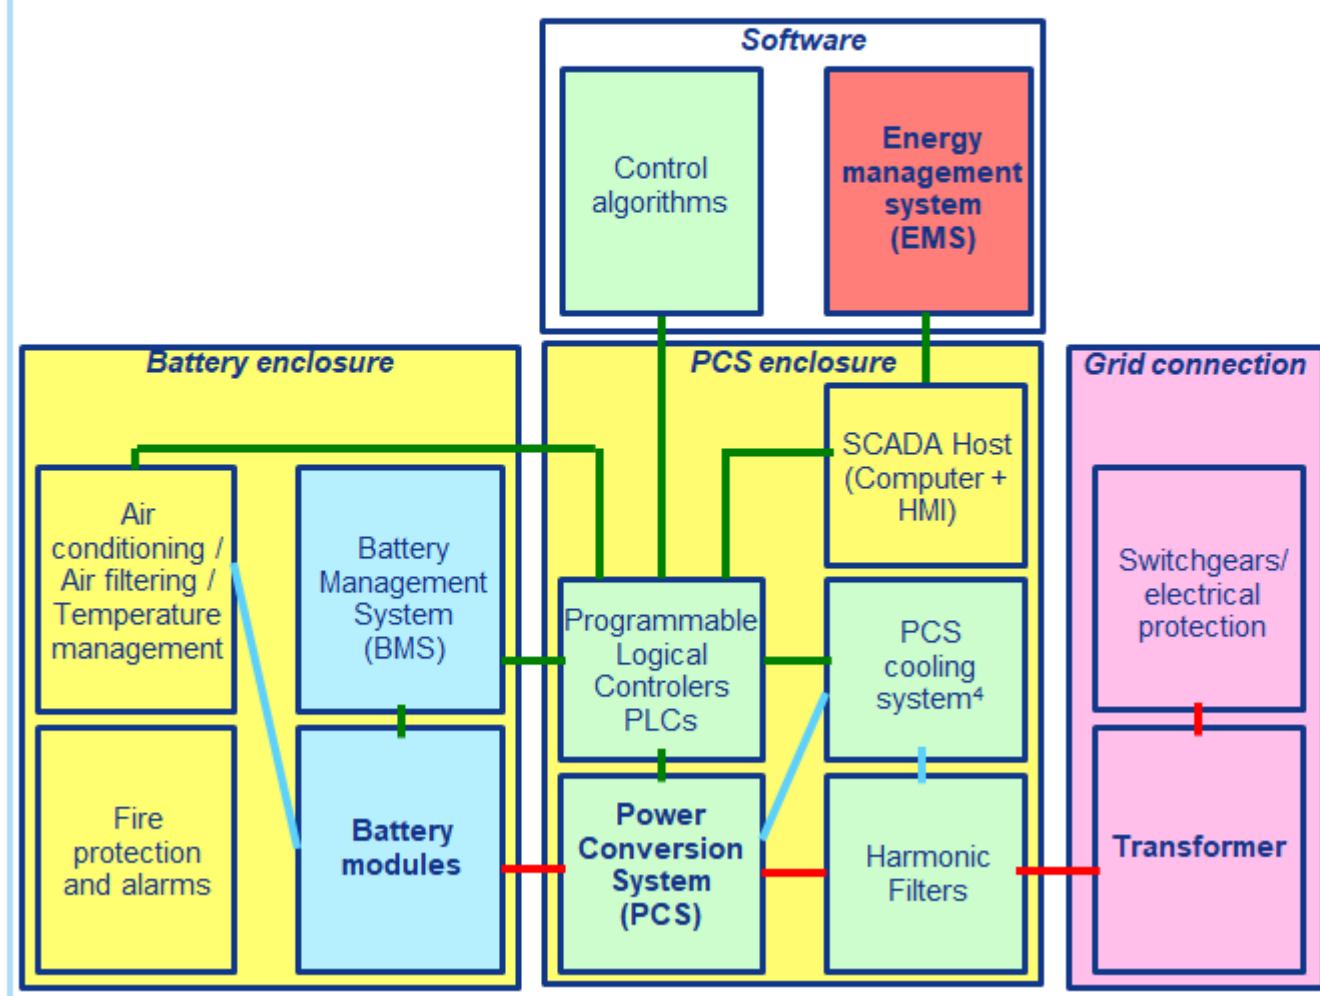 Software
Control
algorithms
Energy
management
system
(EMS)
Battery enclosure
Air
conditioning /
Air filtering /
Temperature
management
Battery
Management
System
(BMS)
Fire
protection
and alarms
Battery
modules
PCS enclosure
SCADA Host
(Computer +
HMI)
Programmable
Logical
Controlers
PLCs
PCS
cooling
system⁴
Power
Conversion
System
(PCS)
Harmonic
Filters
Grid connection
Switchgears/
electrical
protection
Transformer